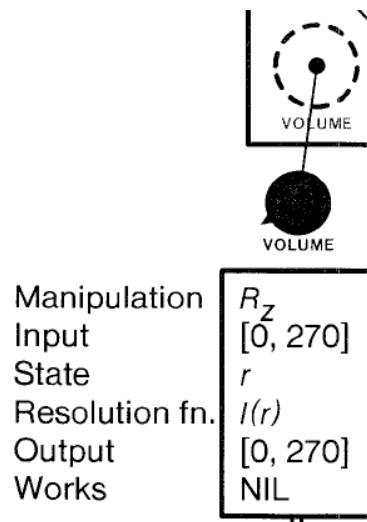 VOLUME
VOLUME
Manipulation R_z
Input [0, 270]
State r
Resolution fn. I(r)
Output [0, 270]
Works NIL